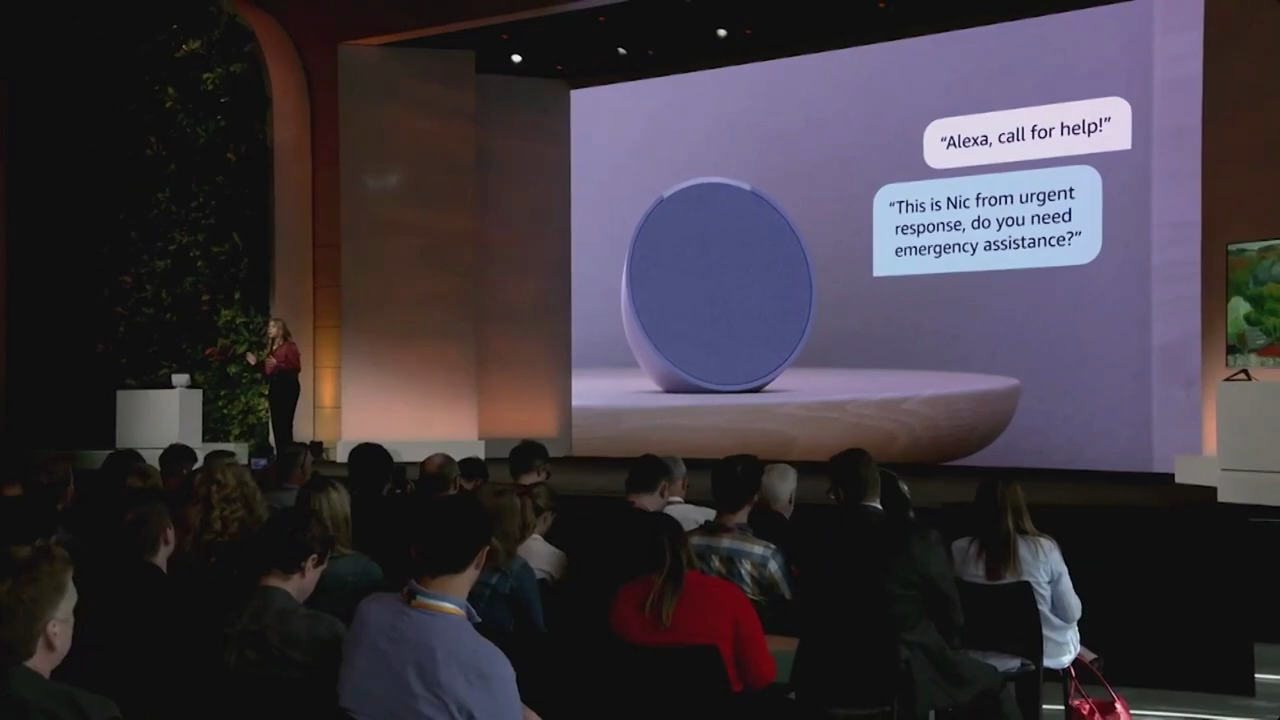 “Alexa, call for help!”
“This is Nic from urgent
response, do you need
emergency assistance?”